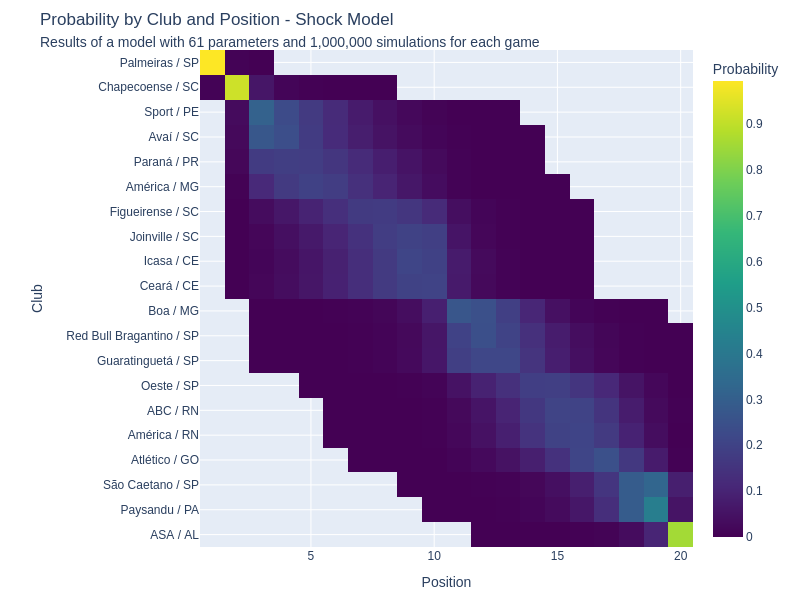 Probability by Club and Position - Shock Model
Results of a model with 61 parameters and 1,000,000 simulations for each game
Probability
Palmeiras / SP
Chapecoense / SC
Sport / PE
Avaí / SC
Paraná / PR
América / MG
Figueirense / SC
Joinville / SC
Icasa / CE
Ceará / CE
Boa / MG
Red Bull Bragantino / SP
Guaratinguetá / SP
Oeste / SP
ABC / RN
América / RN
Atlético / GO
São Caetano / SP
Paysandu / PA
ASA / AL
Club
5
10
15
20
Position
0.9
0.8
0.7
0.6
0.5
0.4
0.3
0.2
0.1
0